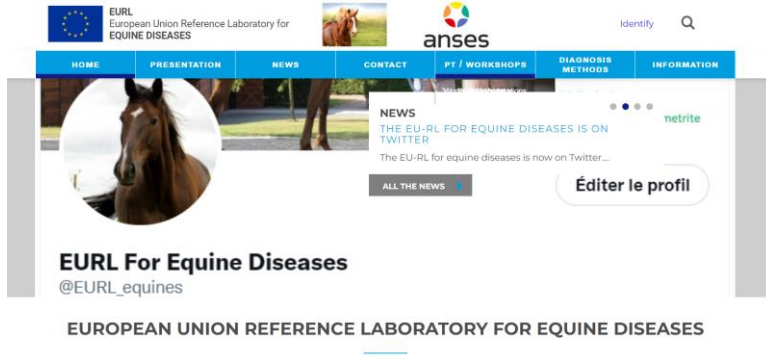 EURL
European Union Reference Laboratory for
EQUINE DISEASES
anses
Identify
HOME
PRESENTATION
NEWS
CONTACT
PT / WORKSHOPS
DIAGNOSIS
METHODS
INFORMATION
NEWS
THE EU-RL FOR EQUINE DISEASES IS ON
TWITTER
The EU-RL for equine diseases is now on Twitter....
ALL THE NEWS
metrite
Éditer le profil
EURL For Equine Diseases
@EURL_equines
EUROPEAN UNION REFERENCE LABORATORY FOR EQUINE DISEASES